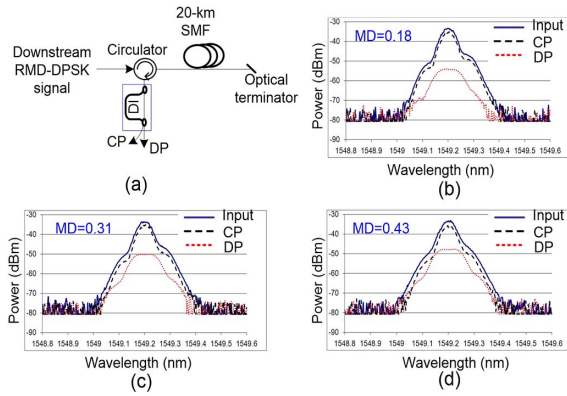 20-km
SMF
Circulator
Downstream
RMD-DPSK
signal
Optical
terminator
DI
CP
DP
(a)
Power (dBm)
-30
-40
-50
-60
-70
-80
-90
MD=0.18
Input
CP
DP
1548.8 1548.9 1549 1549.1 1549.2 1549.3 1549.4 1549.5 1549.6
Wavelength (nm)
(b)
Power (dBm)
-30
-40
-50
-60
-70
-80
-90
MD=0.31
Input
CP
DP
1548.8 1548.9 1549 1549.1 1549.2 1549.3 1549.4 1549.5 1549.6
Wavelength (nm)
(c)
Power (dBm)
-30
-40
-50
-60
-70
-80
-90
MD=0.43
Input
CP
DP
1548.8 1548.9 1549 1549.1 1549.2 1549.3 1549.4 1549.5 1549.6
Wavelength (nm)
(d)